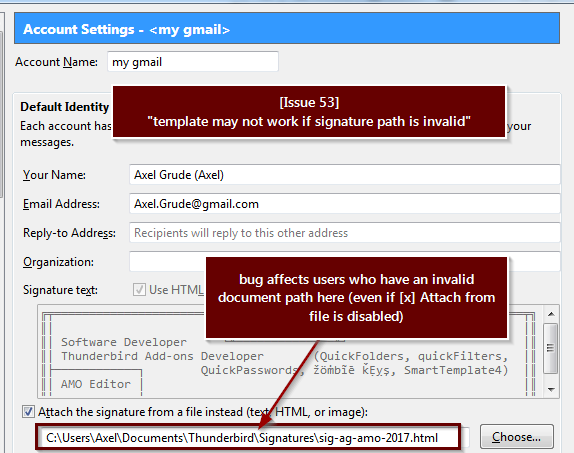 Account Settings - <my gmail>
Account Name: my gmail
[Issue 53]
"template may not work if signature path is invalid"
Default Identity
Each account has your
messages.
Your Name: Axel Grude (Axel)
Email Address: Axel.Grude@gmail.com
Reply-to Address: Recipients will reply to this other address
Organization:
bug affects users who have an invalid
document path here (even if [x] Attach from
file is disabled)
Signature text: Use HTML
Software Developer
Thunderbird Add-ons Developer (QuickFolders, quickFilters,
QuickPasswords, žömbīē ķĘƴş, SmartTemplate4)
AMO Editor
Attach the signature from a file instead (text, HTML, or image):
C:\Users\Axel\Documents\Thunderbird\Signatures\sig-ag-amo-2017.html Choose...